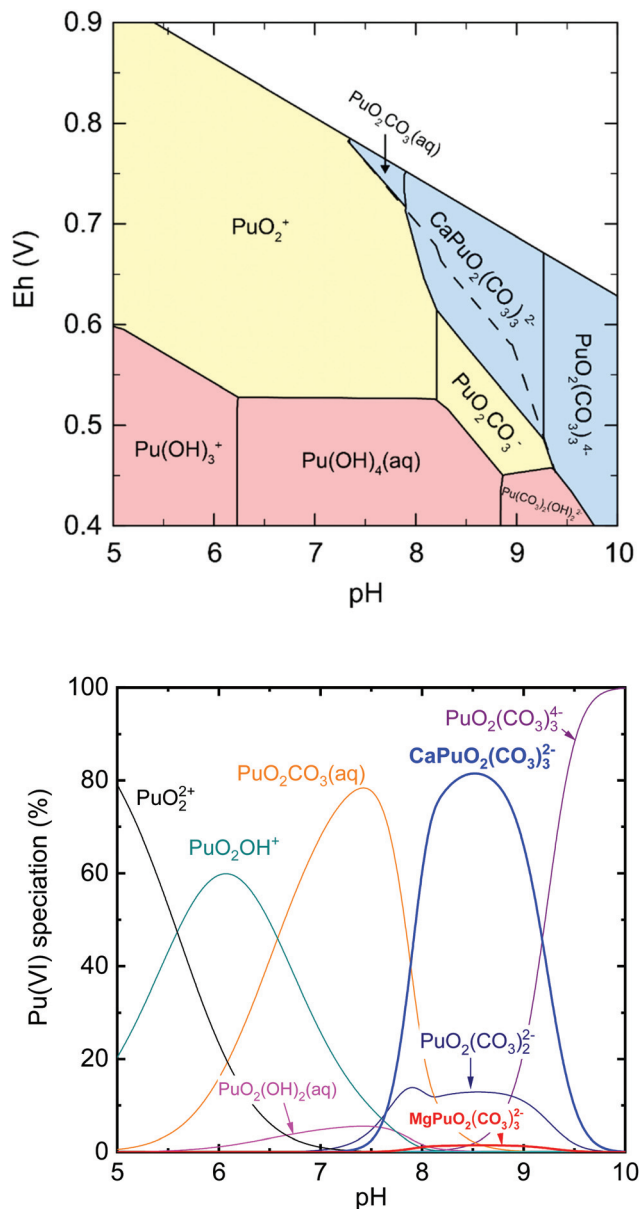 0.9
0.8
0.7
0.6
0.5
0.4
Eh (V)
PuO₂CO₃(aq)
PuO₂⁺
CaPuO₂(CO₃)₃²⁻
PuO₂(CO₃)₃⁴⁻
PuO₂CO₃⁻
Pu(OH)₃⁺
Pu(OH)₄(aq)
Pu(CO₃)₂(OH)₂²⁻
5 6 7 8 9 10
pH
100
80
60
40
20
0
Pu(VI) speciation (%)
PuO₂(CO₃)₃⁴⁻
CaPuO₂(CO₃)₃²⁻
PuO₂CO₃(aq)
PuO₂²⁺
PuO₂OH⁺
PuO₂(CO₃)₂²⁻
PuO₂(OH)₂(aq)
MgPuO₂(CO₃)₃²⁻
5 6 7 8 9 10
pH